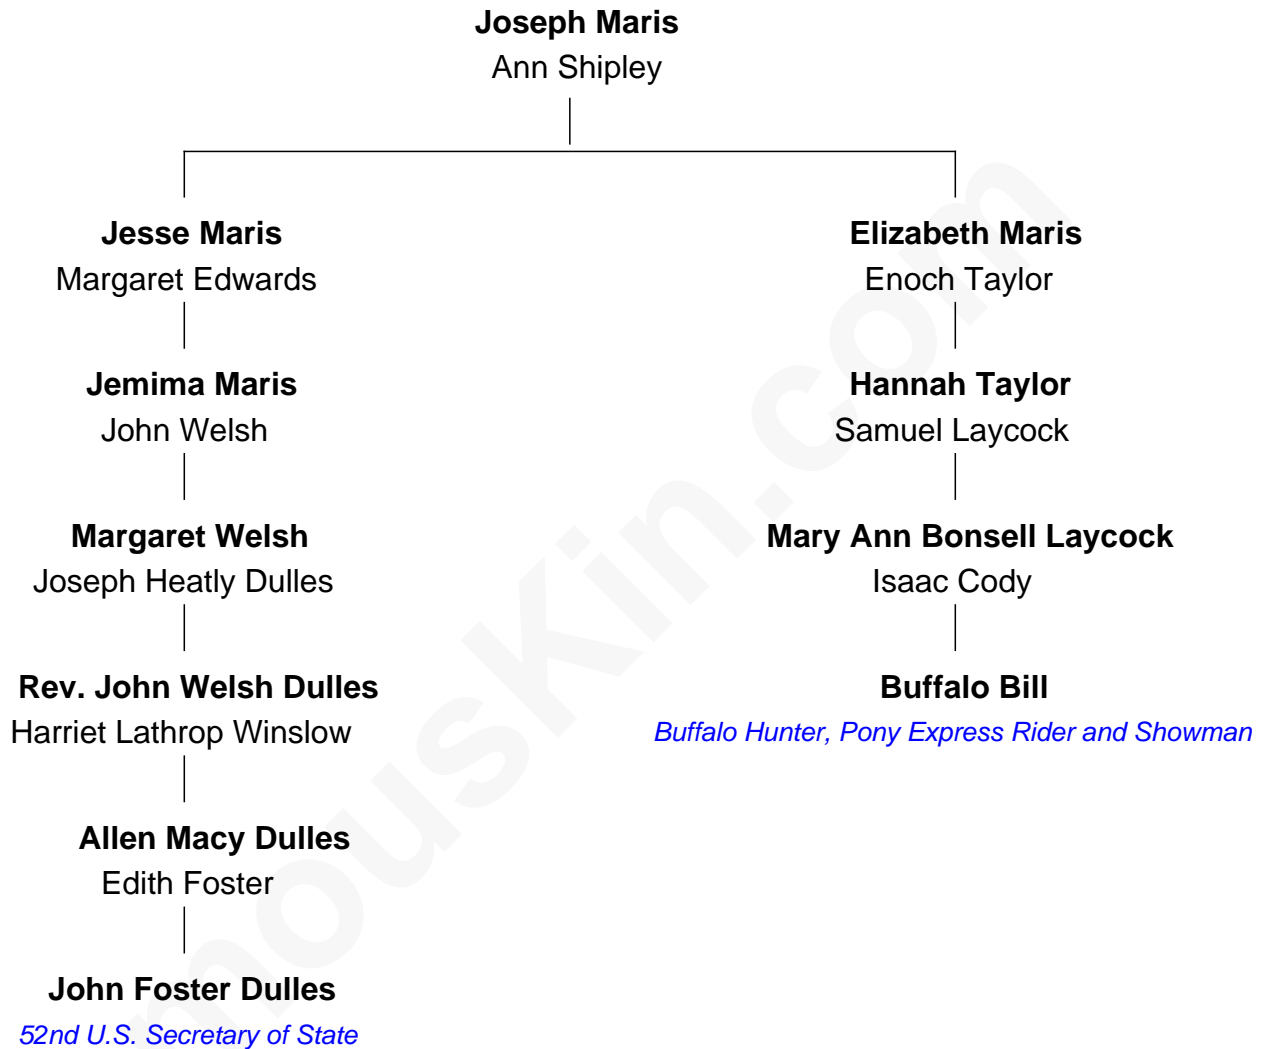 Joseph Maris
Ann Shipley
Jesse Maris
Margaret Edwards
Jemima Maris
John Welsh
Margaret Welsh
Joseph Heatly Dulles
Rev. John Welsh Dulles
Harriet Lathrop Winslow
Allen Macy Dulles
Edith Foster
John Foster Dulles
52nd U.S. Secretary of State
Elizabeth Maris
Enoch Taylor
Hannah Taylor
Samuel Laycock
Mary Ann Bonsell Laycock
Isaac Cody
Buffalo Bill
Buffalo Hunter, Pony Express Rider and Showman
mousKin.com